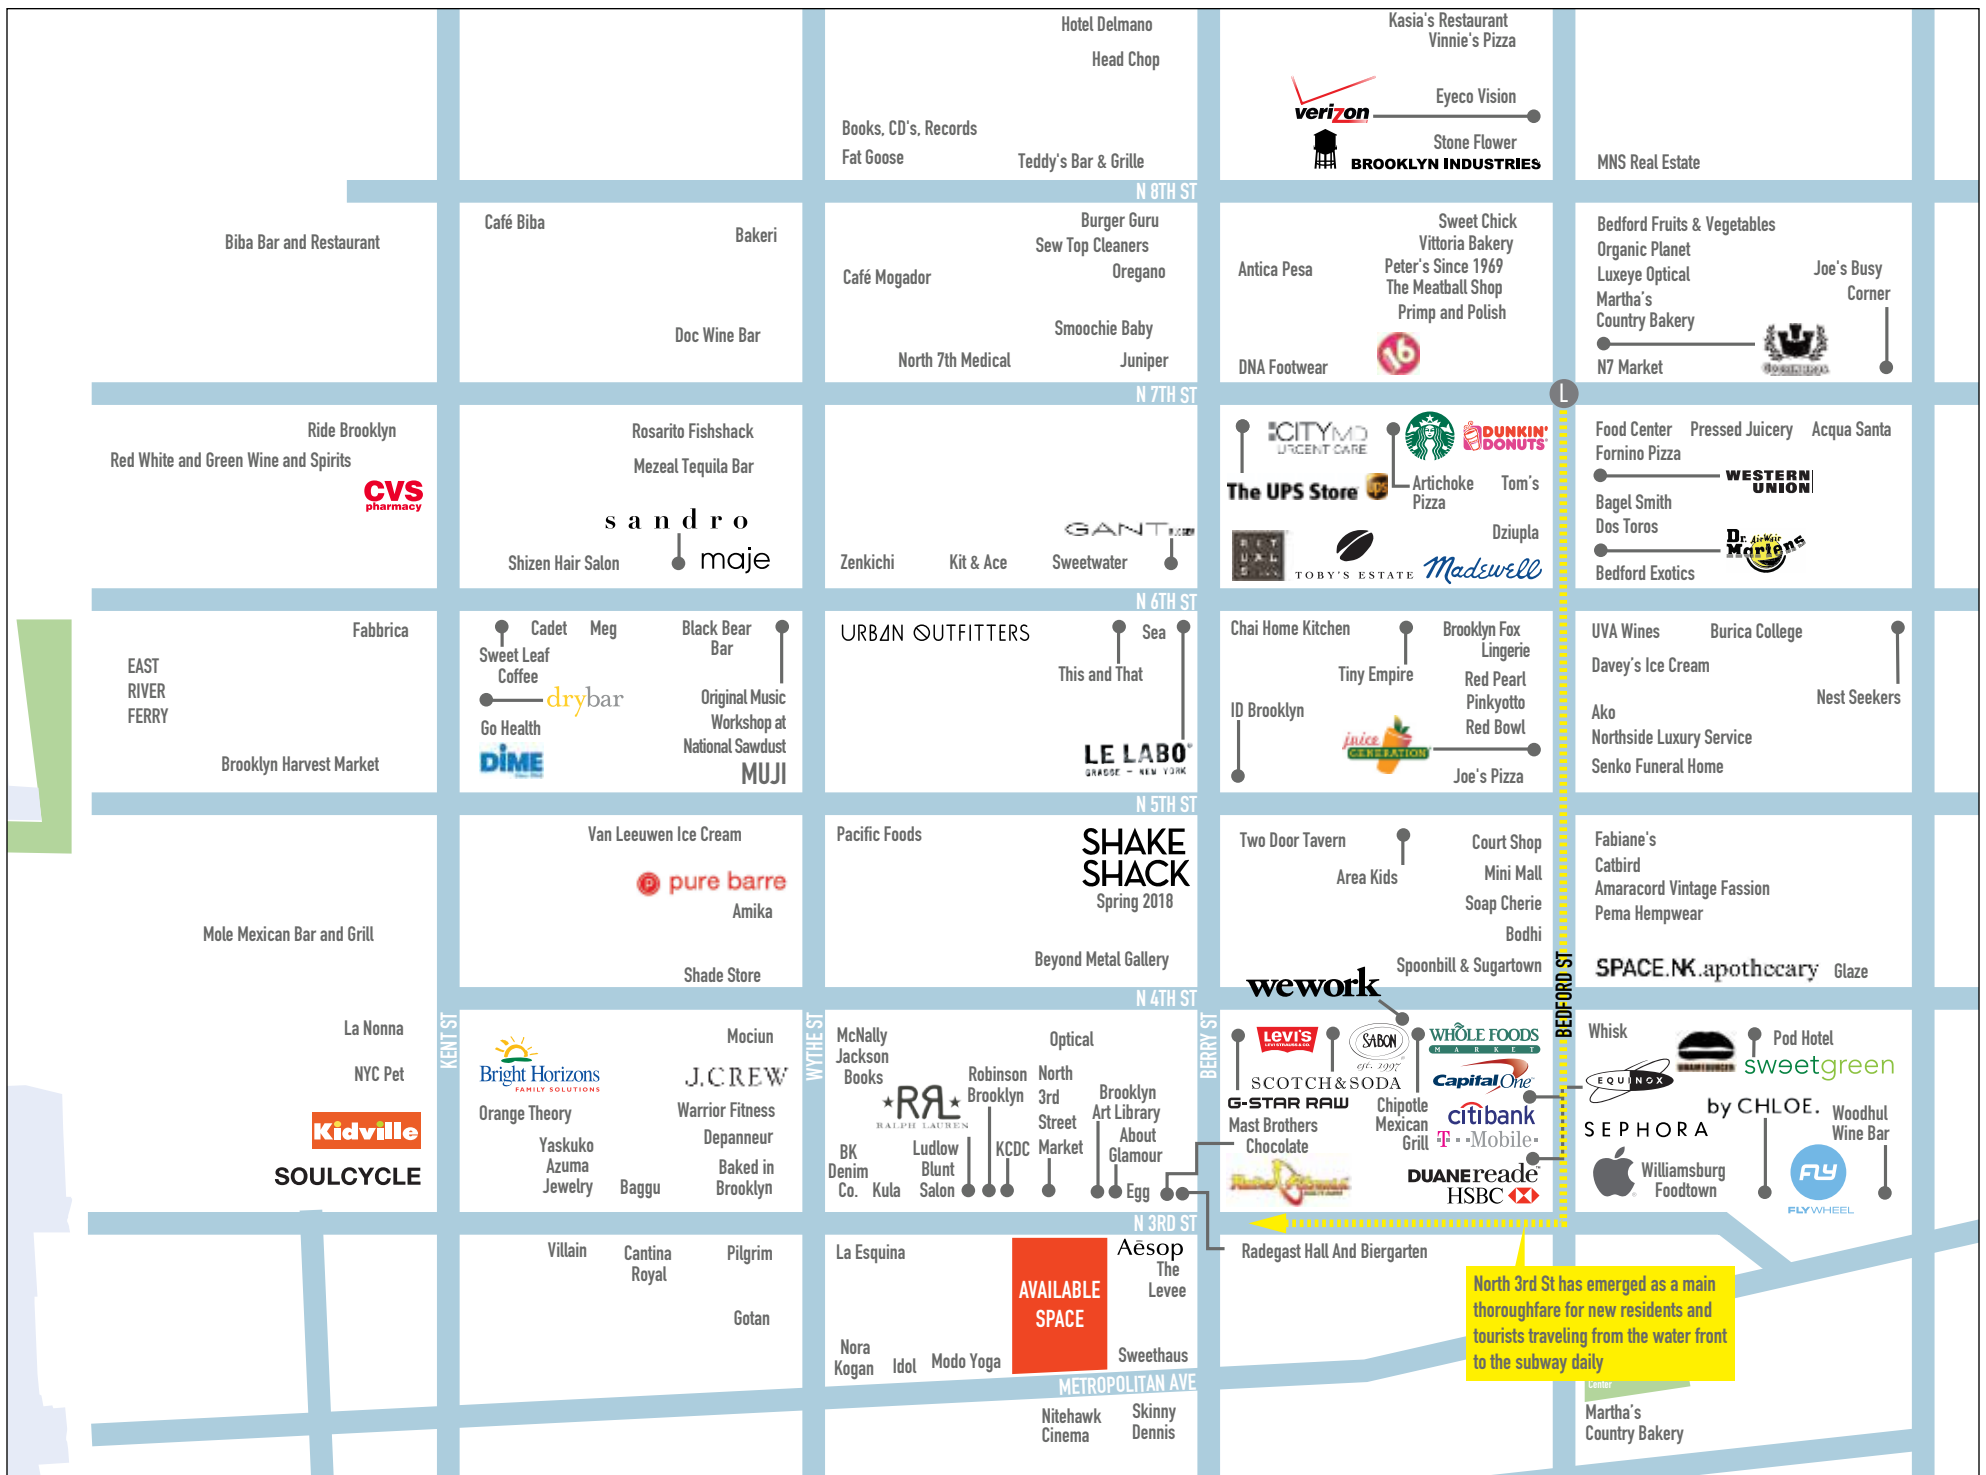 Hotel Delmano
Head Chop
Books, CD's, Records
Fat Goose
Teddy's Bar & Grille
Kasia's Restaurant
Vinnie's Pizza
verizon
Eyeco Vision
Stone Flower
BROOKLYN INDUSTRIES
MNS Real Estate
N 8TH ST
Biba Bar and Restaurant
Café Biba
Bakeri
Doc Wine Bar
Café Mogador
Burger Guru
Sew Top Cleaners
Oregano
Smoochie Baby
North 7th Medical
Juniper
Antica Pesa
DNA Footwear
Sweet Chick
Vittoria Bakery
Peter's Since 1969
The Meatball Shop
Primp and Polish
16
Bedford Fruits & Vegetables
Organic Planet
Luxeye Optical
Martha's
Country Bakery
N7 Market
Joe's Busy
Corner
N 7TH ST
L
Ride Brooklyn
Red White and Green Wine and Spirits
CVS
pharmacy
Rosarito Fishshack
Mezeal Tequila Bar
sandro
Shizen Hair Salon
maje
GANT
Zenkichi
Kit & Ace
Sweetwater
CITYMD
URGENT CARE
The UPS Store
ups
DUNKIN'
DONUTS
Artichoke
Pizza
Tom's
Dziupla
RITUALS
TOBY'S ESTATE
Madewell
Food Center
Pressed Juicery
Acqua Santa
Fornino Pizza
WESTERN
UNION
Bagel Smith
Dos Toros
Dr. AirWair
Martens
Bedford Exotics
N 6TH ST
EAST
RIVER
FERRY
Fabbrica
Brooklyn Harvest Market
Cadet
Meg
Sweet Leaf
Coffee
drybar
Go Health
DIME
Black Bear
Bar
Original Music
Workshop at
National Sawdust
MUJI
URBAN OUTFITTERS
Sea
This and That
LE LABO
GRASSE - NEW YORK
Chai Home Kitchen
Tiny Empire
ID Brooklyn
Brooklyn Fox
Lingerie
Red Pearl
Pinkyotto
Red Bowl
juice
GENERATION
Joe's Pizza
UVA Wines
Burica College
Davey's Ice Cream
Nest Seekers
Ako
Northside Luxury Service
Senko Funeral Home
N 5TH ST
Mole Mexican Bar and Grill
Van Leeuwen Ice Cream
pure barre
Amika
Shade Store
Pacific Foods
SHAKE
SHACK
Spring 2018
Beyond Metal Gallery
Two Door Tavern
Area Kids
Court Shop
Mini Mall
Soap Cherie
Bodhi
Spoonbill & Sugartown
wework
Fabiane's
Catbird
Amaracord Vintage Fassion
Pema Hempwear
SPACE.NK.apothecary
Glaze
N 4TH ST
KENT ST
WYTHE ST
BERRY ST
BEDFORD ST
La Nonna
NYC Pet
Kidville
SOULCYCLE
Bright Horizons
FAMILY SOLUTIONS
Orange Theory
Yaskuko
Azuma
Jewelry
Baggu
Mociun
J.CREW
Warrior Fitness
Depanneur
Baked in
Brooklyn
McNally
Jackson
Books
RRL
RALPH LAUREN
BK
Denim
Co.
Kula
Ludlow
Blunt
Salon
Robinson
Brooklyn
KCDC
Optical
North
3rd
Street
Market
Brooklyn
Art Library
About
Glamour
Egg
LEVI'S
LEVI STRAUSS & CO.
SABON
est. 1997
SCOTCH & SODA
G-STAR RAW
Mast Brothers
Chocolate
Chipotle
Mexican
Grill
WHOLE FOODS
MARKET
Capital One
citibank
T-Mobile
DUANEreade
HSBC
Whisk
EQUINOX
SEPHORA
Williamsburg
Foodtown
Pod Hotel
sweetgreen
by CHLOE.
Woodhul
Wine Bar
FLY
FLYWHEEL
N 3RD ST
Villain
Cantina
Royal
Pilgrim
Gotan
La Esquina
Nora
Kogan
Idol
Modo Yoga
AVAILABLE
SPACE
Aēsop
The
Levee
Sweethaus
Radegast Hall And Biergarten
North 3rd St has emerged as a main
thoroughfare for new residents and
tourists traveling from the water front
to the subway daily
Center
METROPOLITAN AVE
Nitehawk
Cinema
Skinny
Dennis
Martha's
Country Bakery